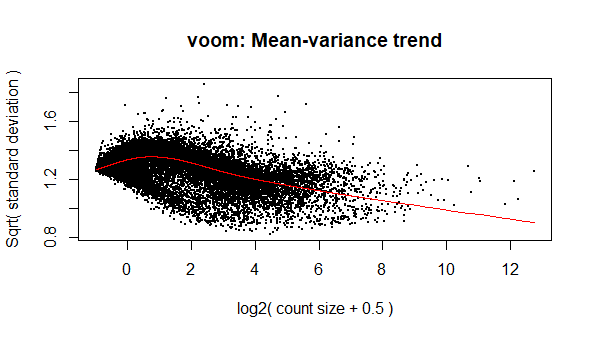 voom: Mean-variance trend
Sqrt( standard deviation )
1.6
1.2
0.8
0 2 4 6 8 10 12
log2( count size + 0.5 )